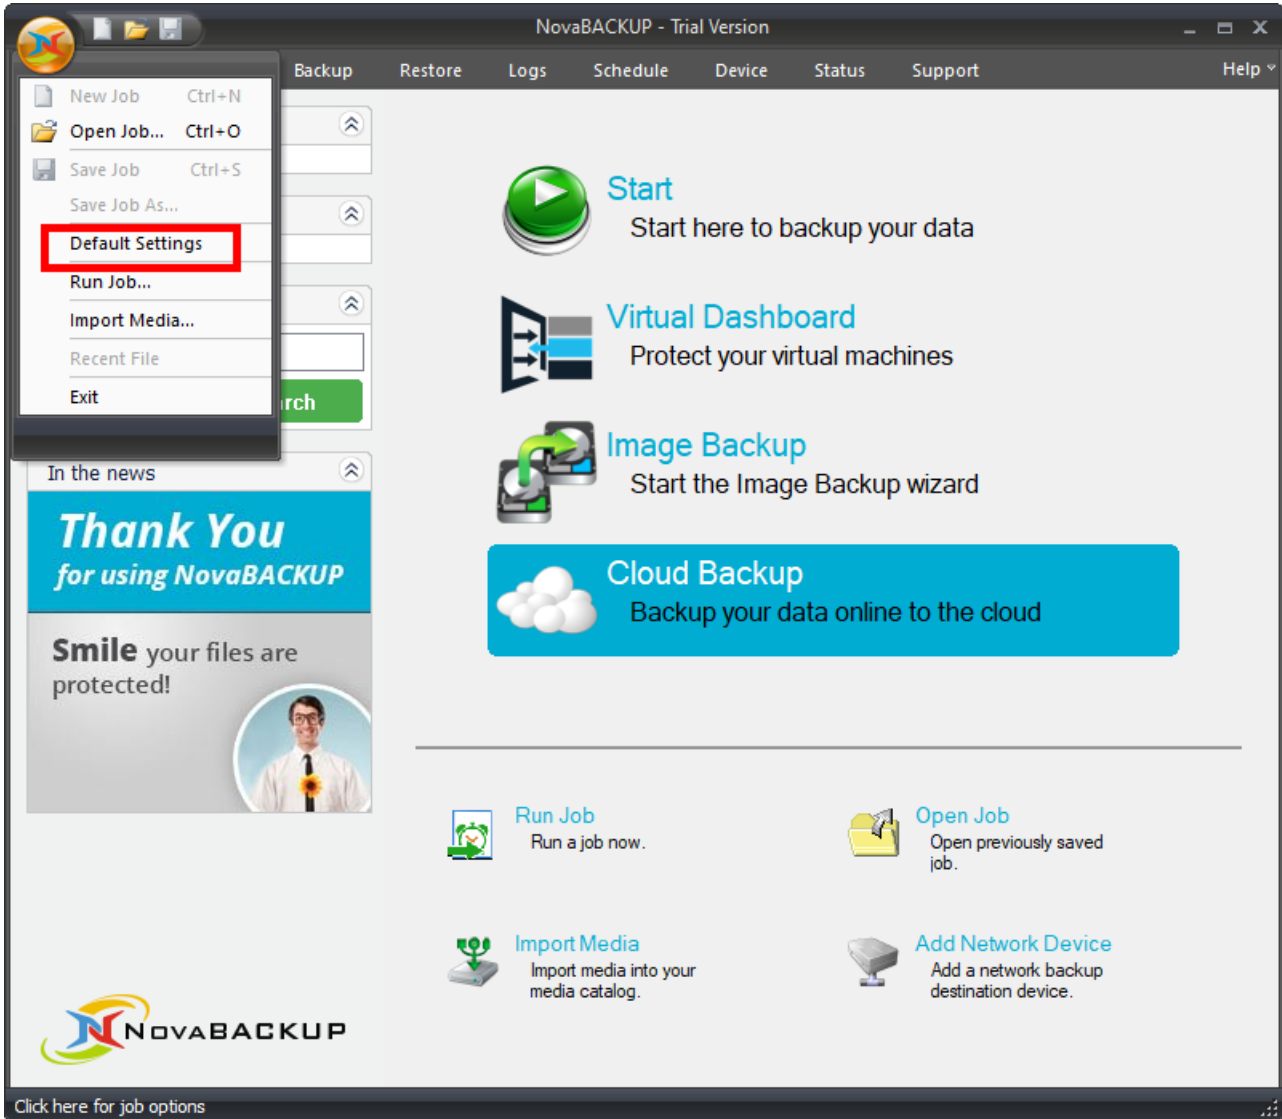 NovaBACKUP - Trial Version
Backup Restore Logs Schedule Device Status Support Help
New Job Ctrl+N
Open Job... Ctrl+O
Save Job Ctrl+S
Save Job As...
Default Settings
Run Job...
Import Media...
Recent File
Exit
In the news
Thank You
for using NovaBACKUP
Smile your files are
protected!
NovaBACKUP
Start
Start here to backup your data
Virtual Dashboard
Protect your virtual machines
Image Backup
Start the Image Backup wizard
Cloud Backup
Backup your data online to the cloud
Run Job
Run a job now.
Open Job
Open previously saved
job.
Import Media
Import media into your
media catalog.
Add Network Device
Add a network backup
destination device.
Click here for job options